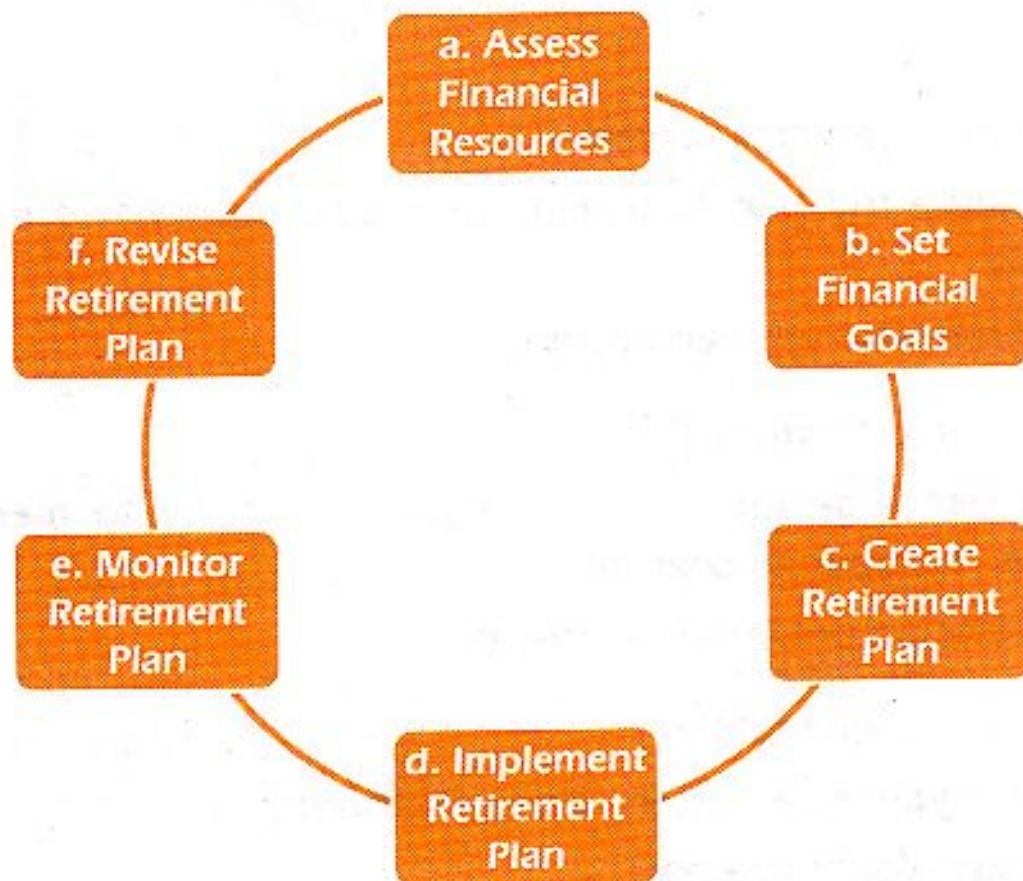 a. Assess
Financial
Resources
b. Set
Financial
Goals
c. Create
Retirement
Plan
d. Implement
Retirement
Plan
e. Monitor
Retirement
Plan
f. Revise
Retirement
Plan